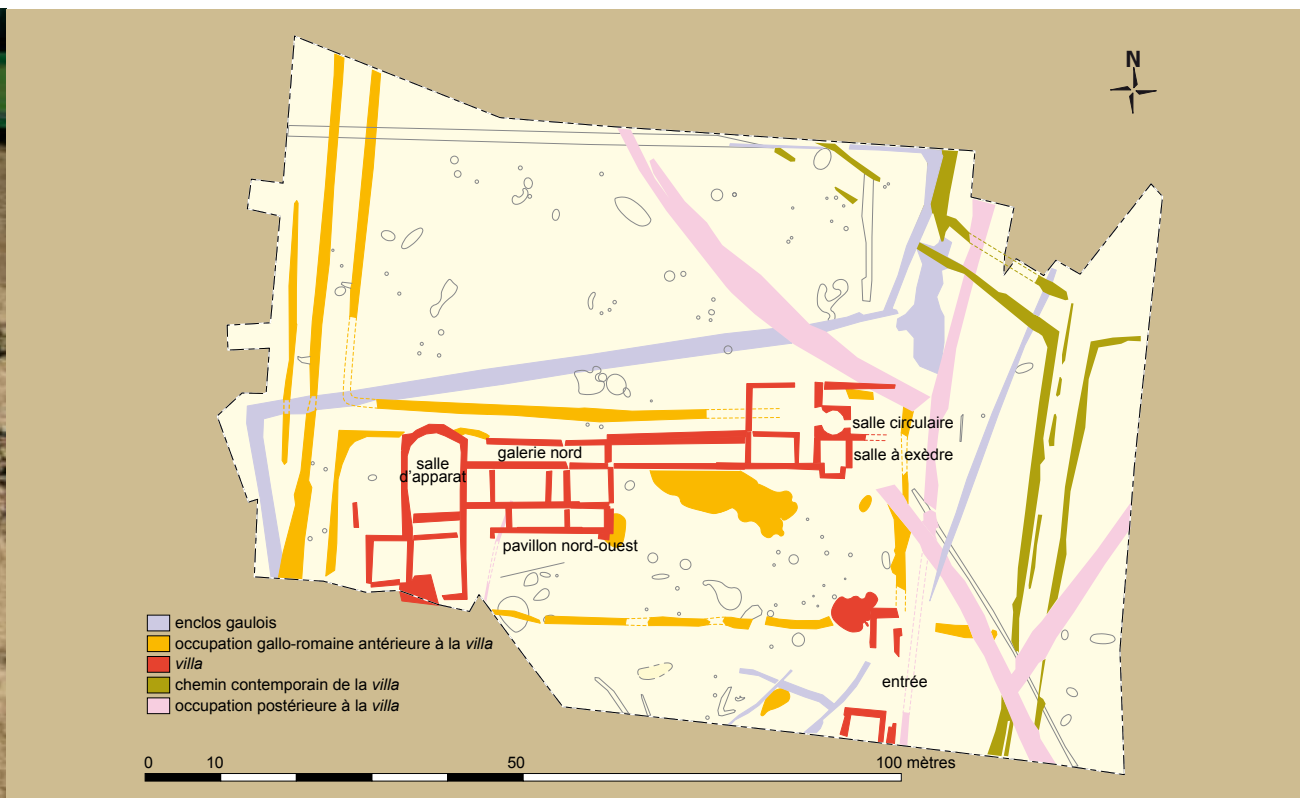 N
salle circulaire
galerie nord
salle à exèdre
salle
d'apparat
pavillon nord-ouest
enclos gaulois
occupation gallo-romaine antérieure à la villa
villa
entrée
chemin contemporain de la villa
occupation postérieure à la villa
0 10 50 100 mètres